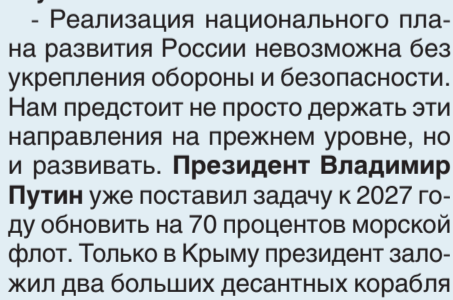 - Реализация национального пла-
на развития России невозможна без
укрепления обороны и безопасности.
Нам предстоит не просто держать эти
направления на прежнем уровне, но
и развивать. Президент Владимир
Путин уже поставил задачу к 2027 го-
ду обновить на 70 процентов морской
флот. Только в Крыму президент зало-
жил два больших десантных корабля